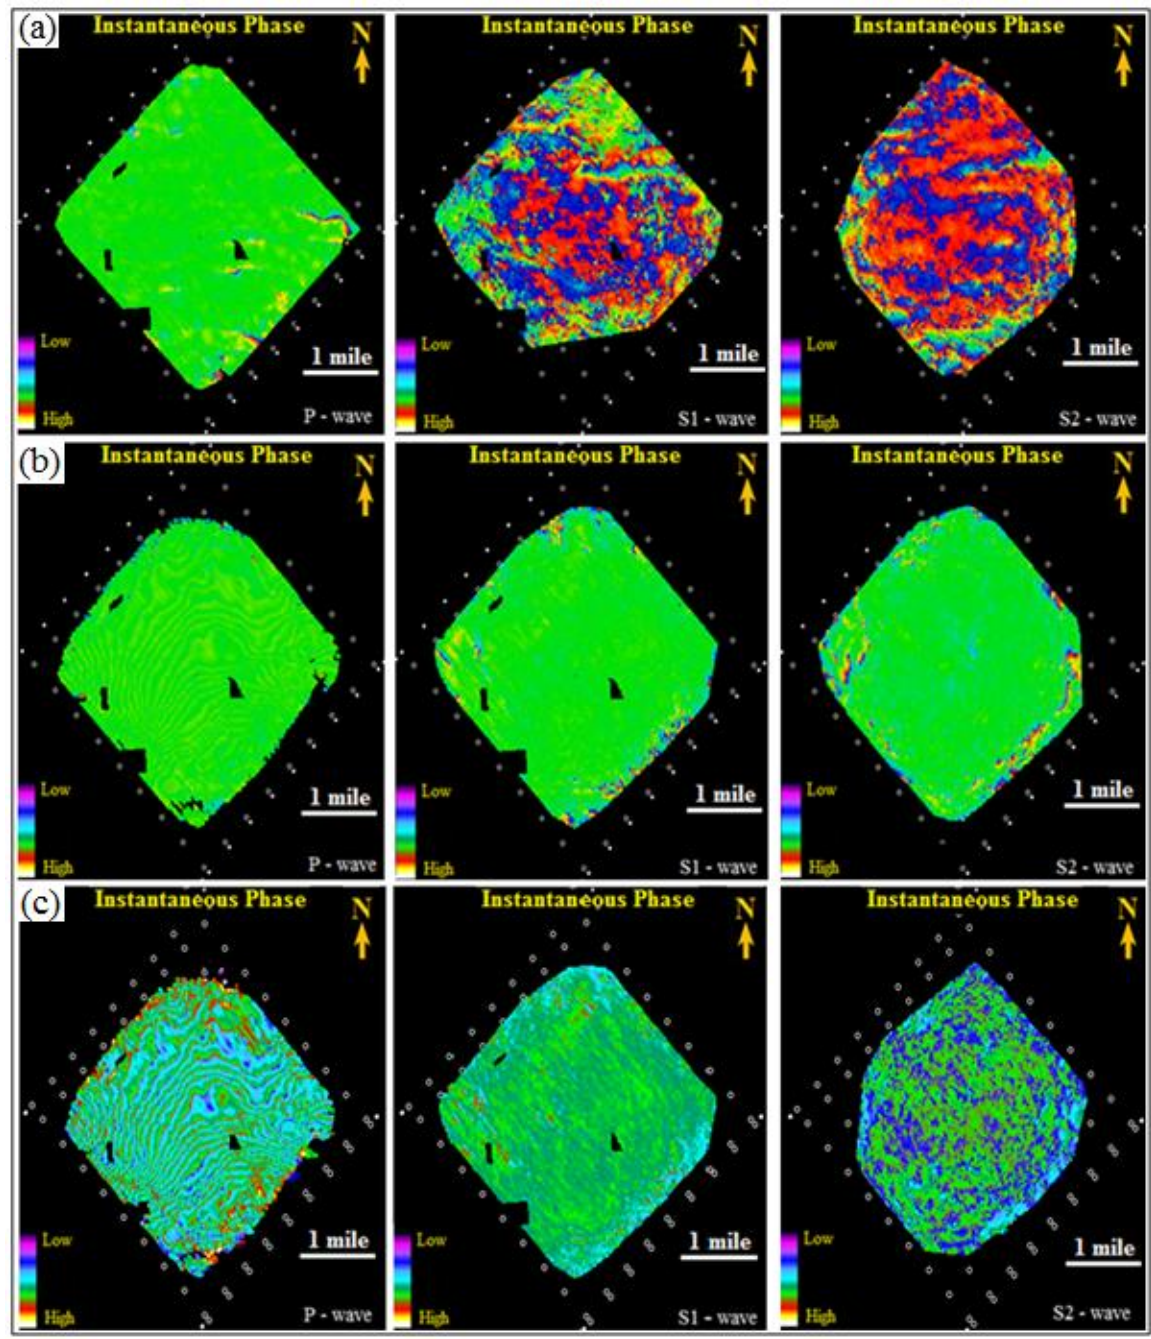 (a)
Instantaneous Phase
N
Low
High
1 mile
P - wave
Instantaneous Phase
N
Low
High
1 mile
S1 - wave
Instantaneous Phase
N
Low
High
1 mile
S2 - wave
(b)
Instantaneous Phase
N
Low
High
1 mile
P - wave
Instantaneous Phase
N
Low
High
1 mile
S1 - wave
Instantaneous Phase
N
Low
High
1 mile
S2 - wave
(c)
Instantaneous Phase
N
Low
High
1 mile
P - wave
Instantaneous Phase
N
Low
High
1 mile
S1 - wave
Instantaneous Phase
N
Low
High
1 mile
S2 - wave